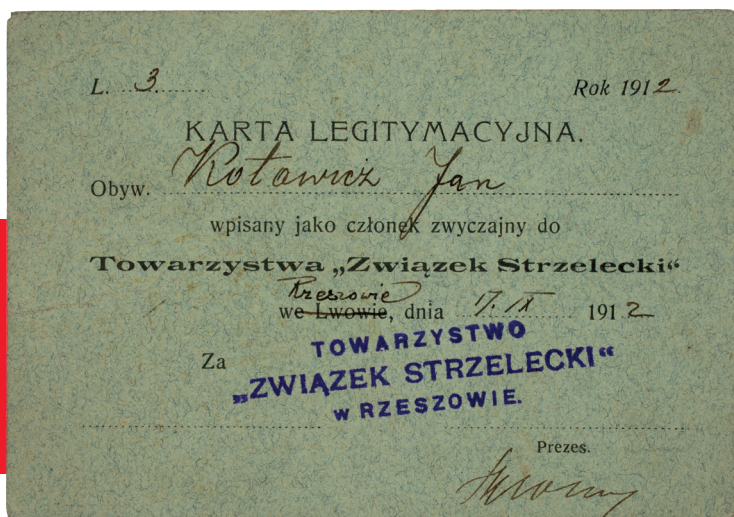 L. 3. Rok 1912.
KARTA LEGITYMACYJNA.
Obyw. Kotowicz Jan
wpisany jako członek zwyczajny do
Towarzystwa „Związek Strzelecki“
Rzeszowie
we Lwowie, dnia 17. IX 1912
Za
TOWARZYSTWO
„ZWIĄZEK STRZELECKI“
W RZESZOWIE.
Prezes.